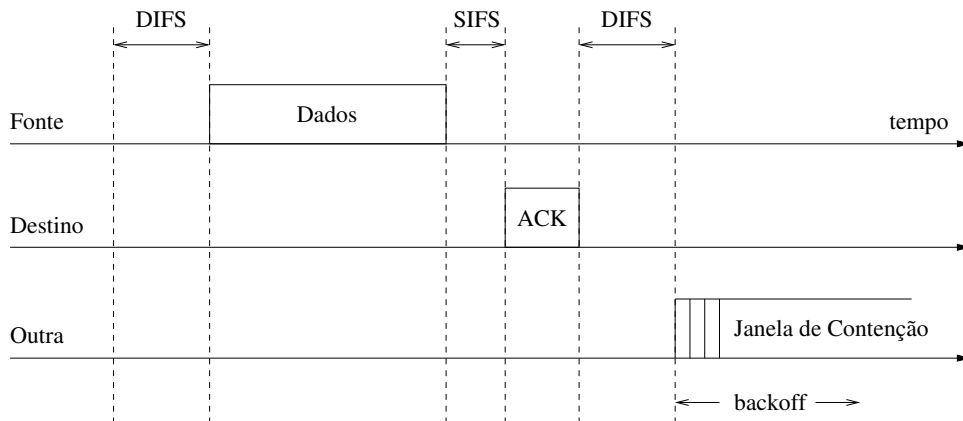 DIFS SIFS DIFS
Fonte Dados tempo
Destino ACK
Outra Janela de Contenção
backoff